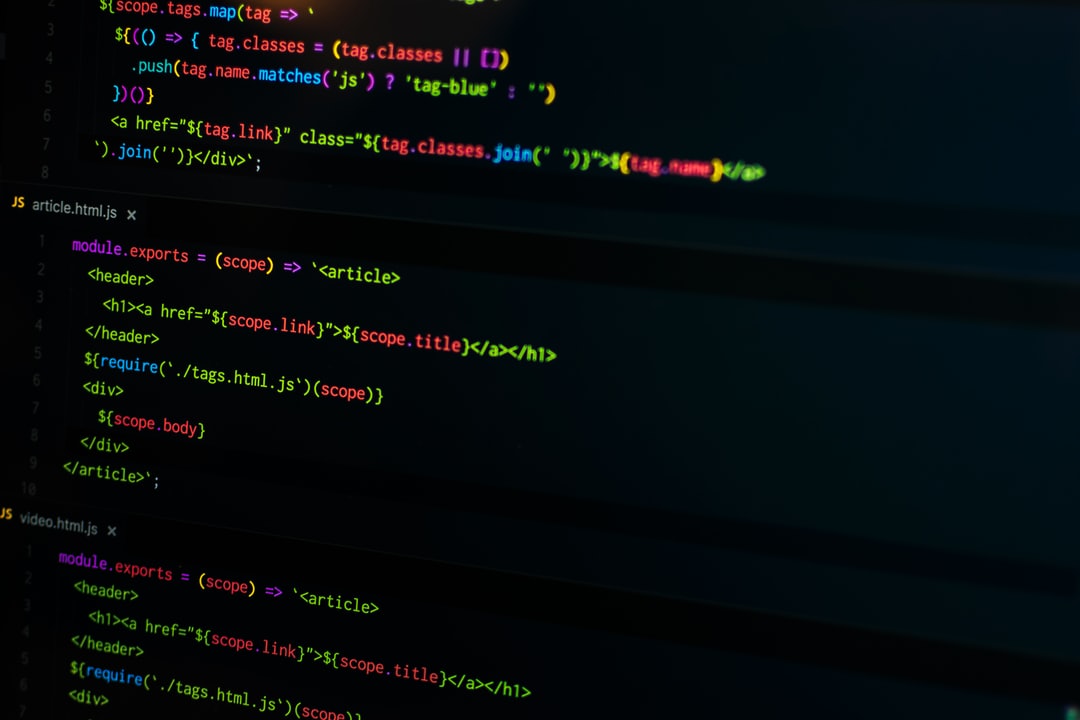 2 ${scope.tags.map(tag => `
3 ${(() => { tag.classes = (tag.classes || [])
4 .push(tag.name.matches('js') ? 'tag-blue' : '')
5 })()}
6 <a href="${tag.link}" class="${tag.classes.join(' ')}">${tag.name}</a>
7 `).join('')}</div>`;
8
JS article.html.js ×
1 module.exports = (scope) => `<article>
2 <header>
3 <h1><a href="${scope.link}">${scope.title}</a></h1>
4 </header>
5 ${require(`./tags.html.js`)(scope)}
6 <div>
7 ${scope.body}
8 </div>
9 </article>`;
10
JS video.html.js ×
1 module.exports = (scope) => `<article>
2 <header>
3 <h1><a href="${scope.link}">${scope.title}</a></h1>
4 </header>
5 ${require(`./tags.html.js`)(scope)}
6 <div>
7